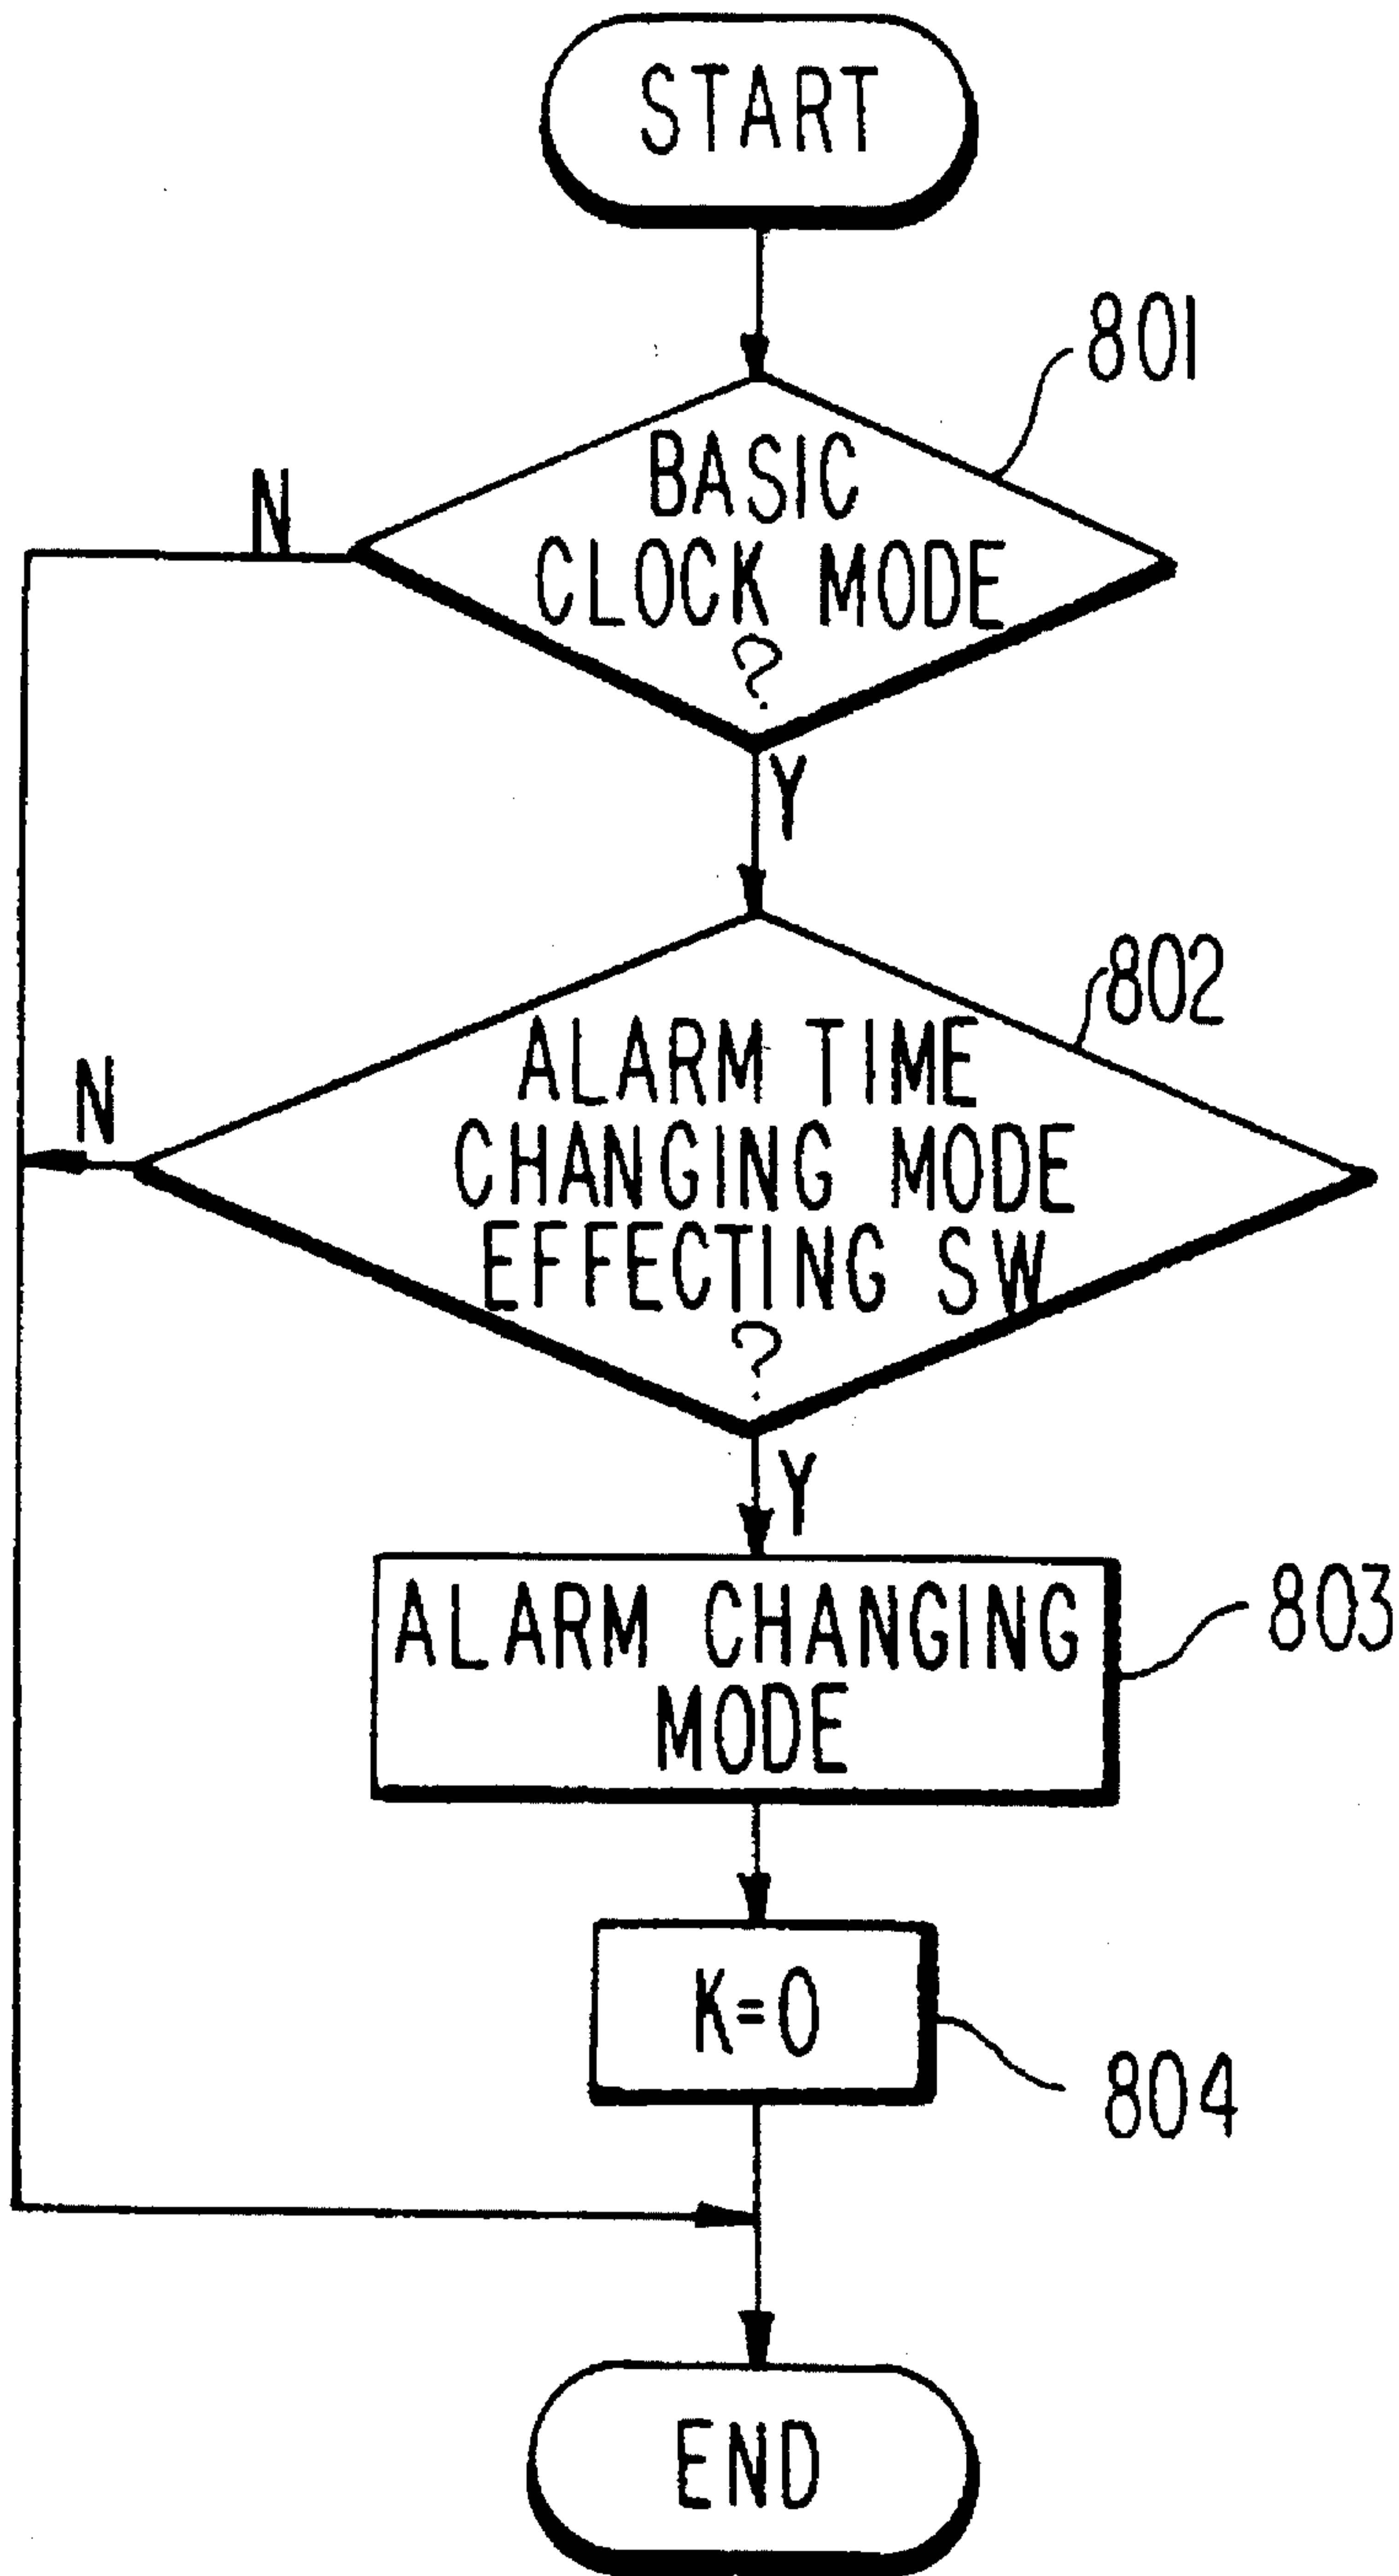 START
801
BASIC
N
CLOCK MODE
?
Y
802
ALARM TIME
N
CHANGING MODE
EFFECTING SW
?
Y
ALARM CHANGING
803
MODE
K=0
804
END